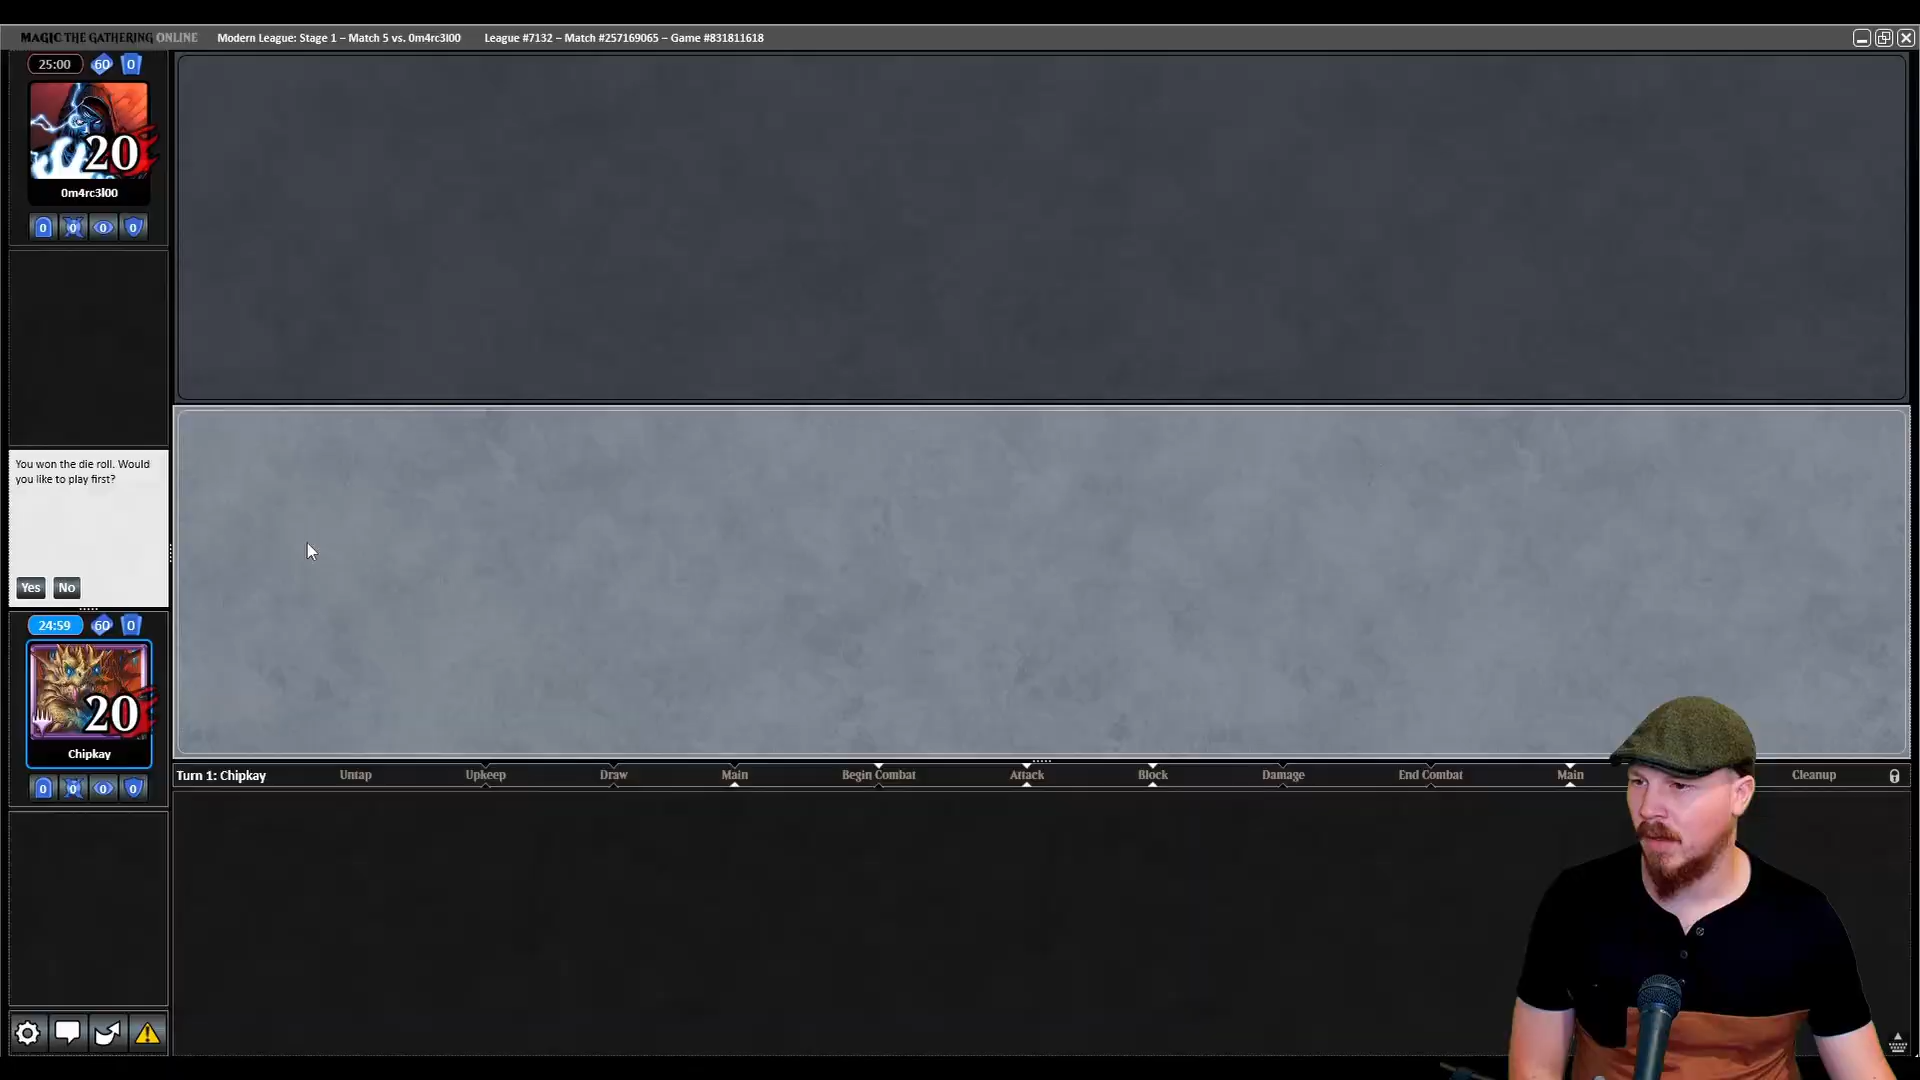 MAGIC THE GATHERING ONLINE
Modern League: Stage 1 – Match 5 vs. 0m4rc3l00
League #7132 – Match #257169065 – Game #831811618
25:00
60
0
20
0m4rc3l00
0
0
0
0
You won the die roll. Would
you like to play first?
Yes
No
24:59
60
0
20
Chipkay
0
0
0
0
Turn 1: Chipkay
Untap
Upkeep
Draw
Main
Begin Combat
Attack
Block
Damage
End Combat
Main
Cleanup